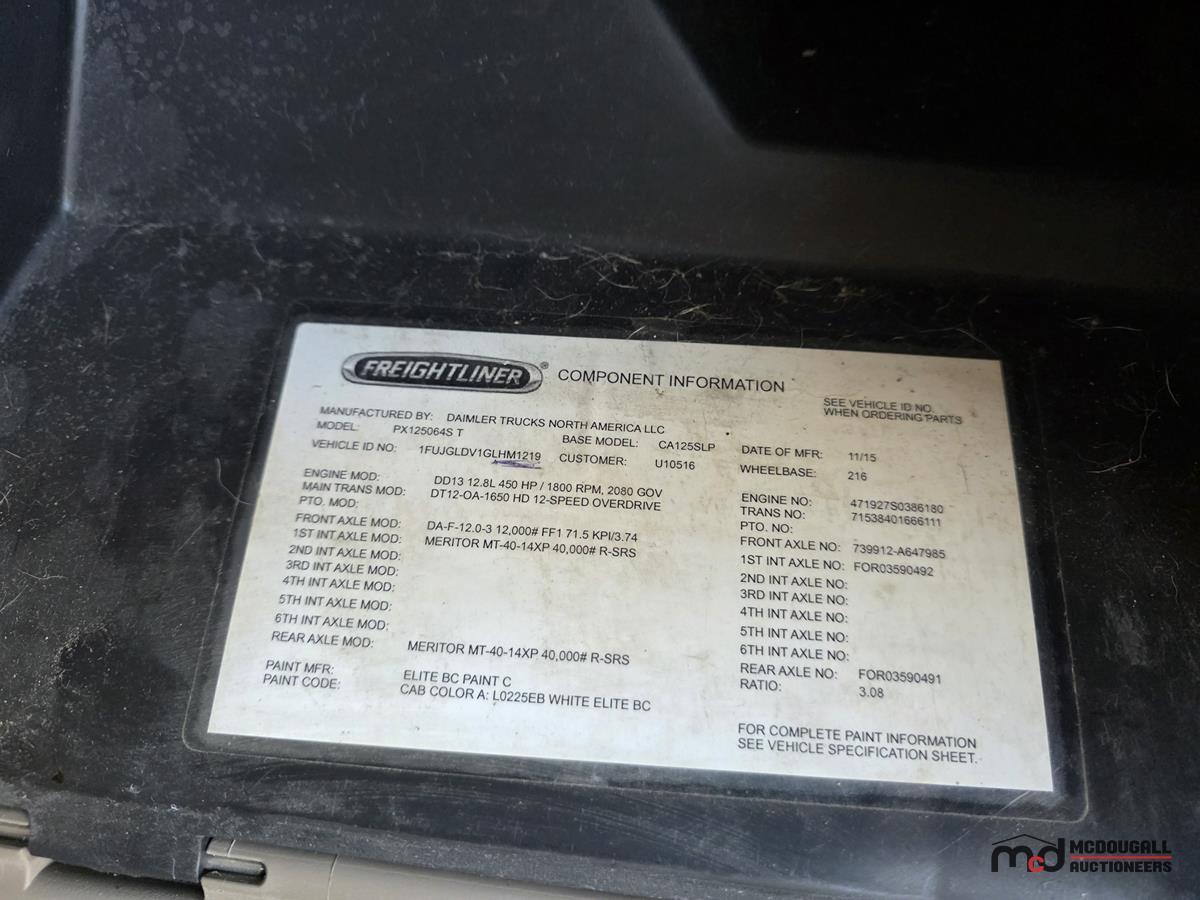 FREIGHTLINER® COMPONENT INFORMATION
SEE VEHICLE ID NO.
WHEN ORDERING PARTS
MANUFACTURED BY: DAIMLER TRUCKS NORTH AMERICA LLC
MODEL: PX125064S T BASE MODEL: CA125SLP DATE OF MFR: 11/15
VEHICLE ID NO: 1FUJGLDV1GLHM1219 CUSTOMER: U10516 WHEELBASE: 216
ENGINE MOD: DD13 12.8L 450 HP / 1800 RPM, 2080 GOV ENGINE NO: 471927S0386180
MAIN TRANS MOD: DT12-OA-1650 HD 12-SPEED OVERDRIVE TRANS NO: 71538401666111
PTO. MOD: PTO. NO:
FRONT AXLE MOD: DA-F-12.0-3 12,000# FF1 71.5 KPI/3.74 FRONT AXLE NO: 739912-A647985
1ST INT AXLE MOD: MERITOR MT-40-14XP 40,000# R-SRS 1ST INT AXLE NO: FOR03590492
2ND INT AXLE MOD: 2ND INT AXLE NO:
3RD INT AXLE MOD: 3RD INT AXLE NO:
4TH INT AXLE MOD: 4TH INT AXLE NO:
5TH INT AXLE MOD: 5TH INT AXLE NO:
6TH INT AXLE MOD: 6TH INT AXLE NO:
REAR AXLE MOD: MERITOR MT-40-14XP 40,000# R-SRS REAR AXLE NO: FOR03590491
RATIO: 3.08
PAINT MFR: ELITE BC PAINT C
PAINT CODE: CAB COLOR A: L0225EB WHITE ELITE BC
FOR COMPLETE PAINT INFORMATION
SEE VEHICLE SPECIFICATION SHEET.
mcd MCDOUGALL
AUCTIONEERS